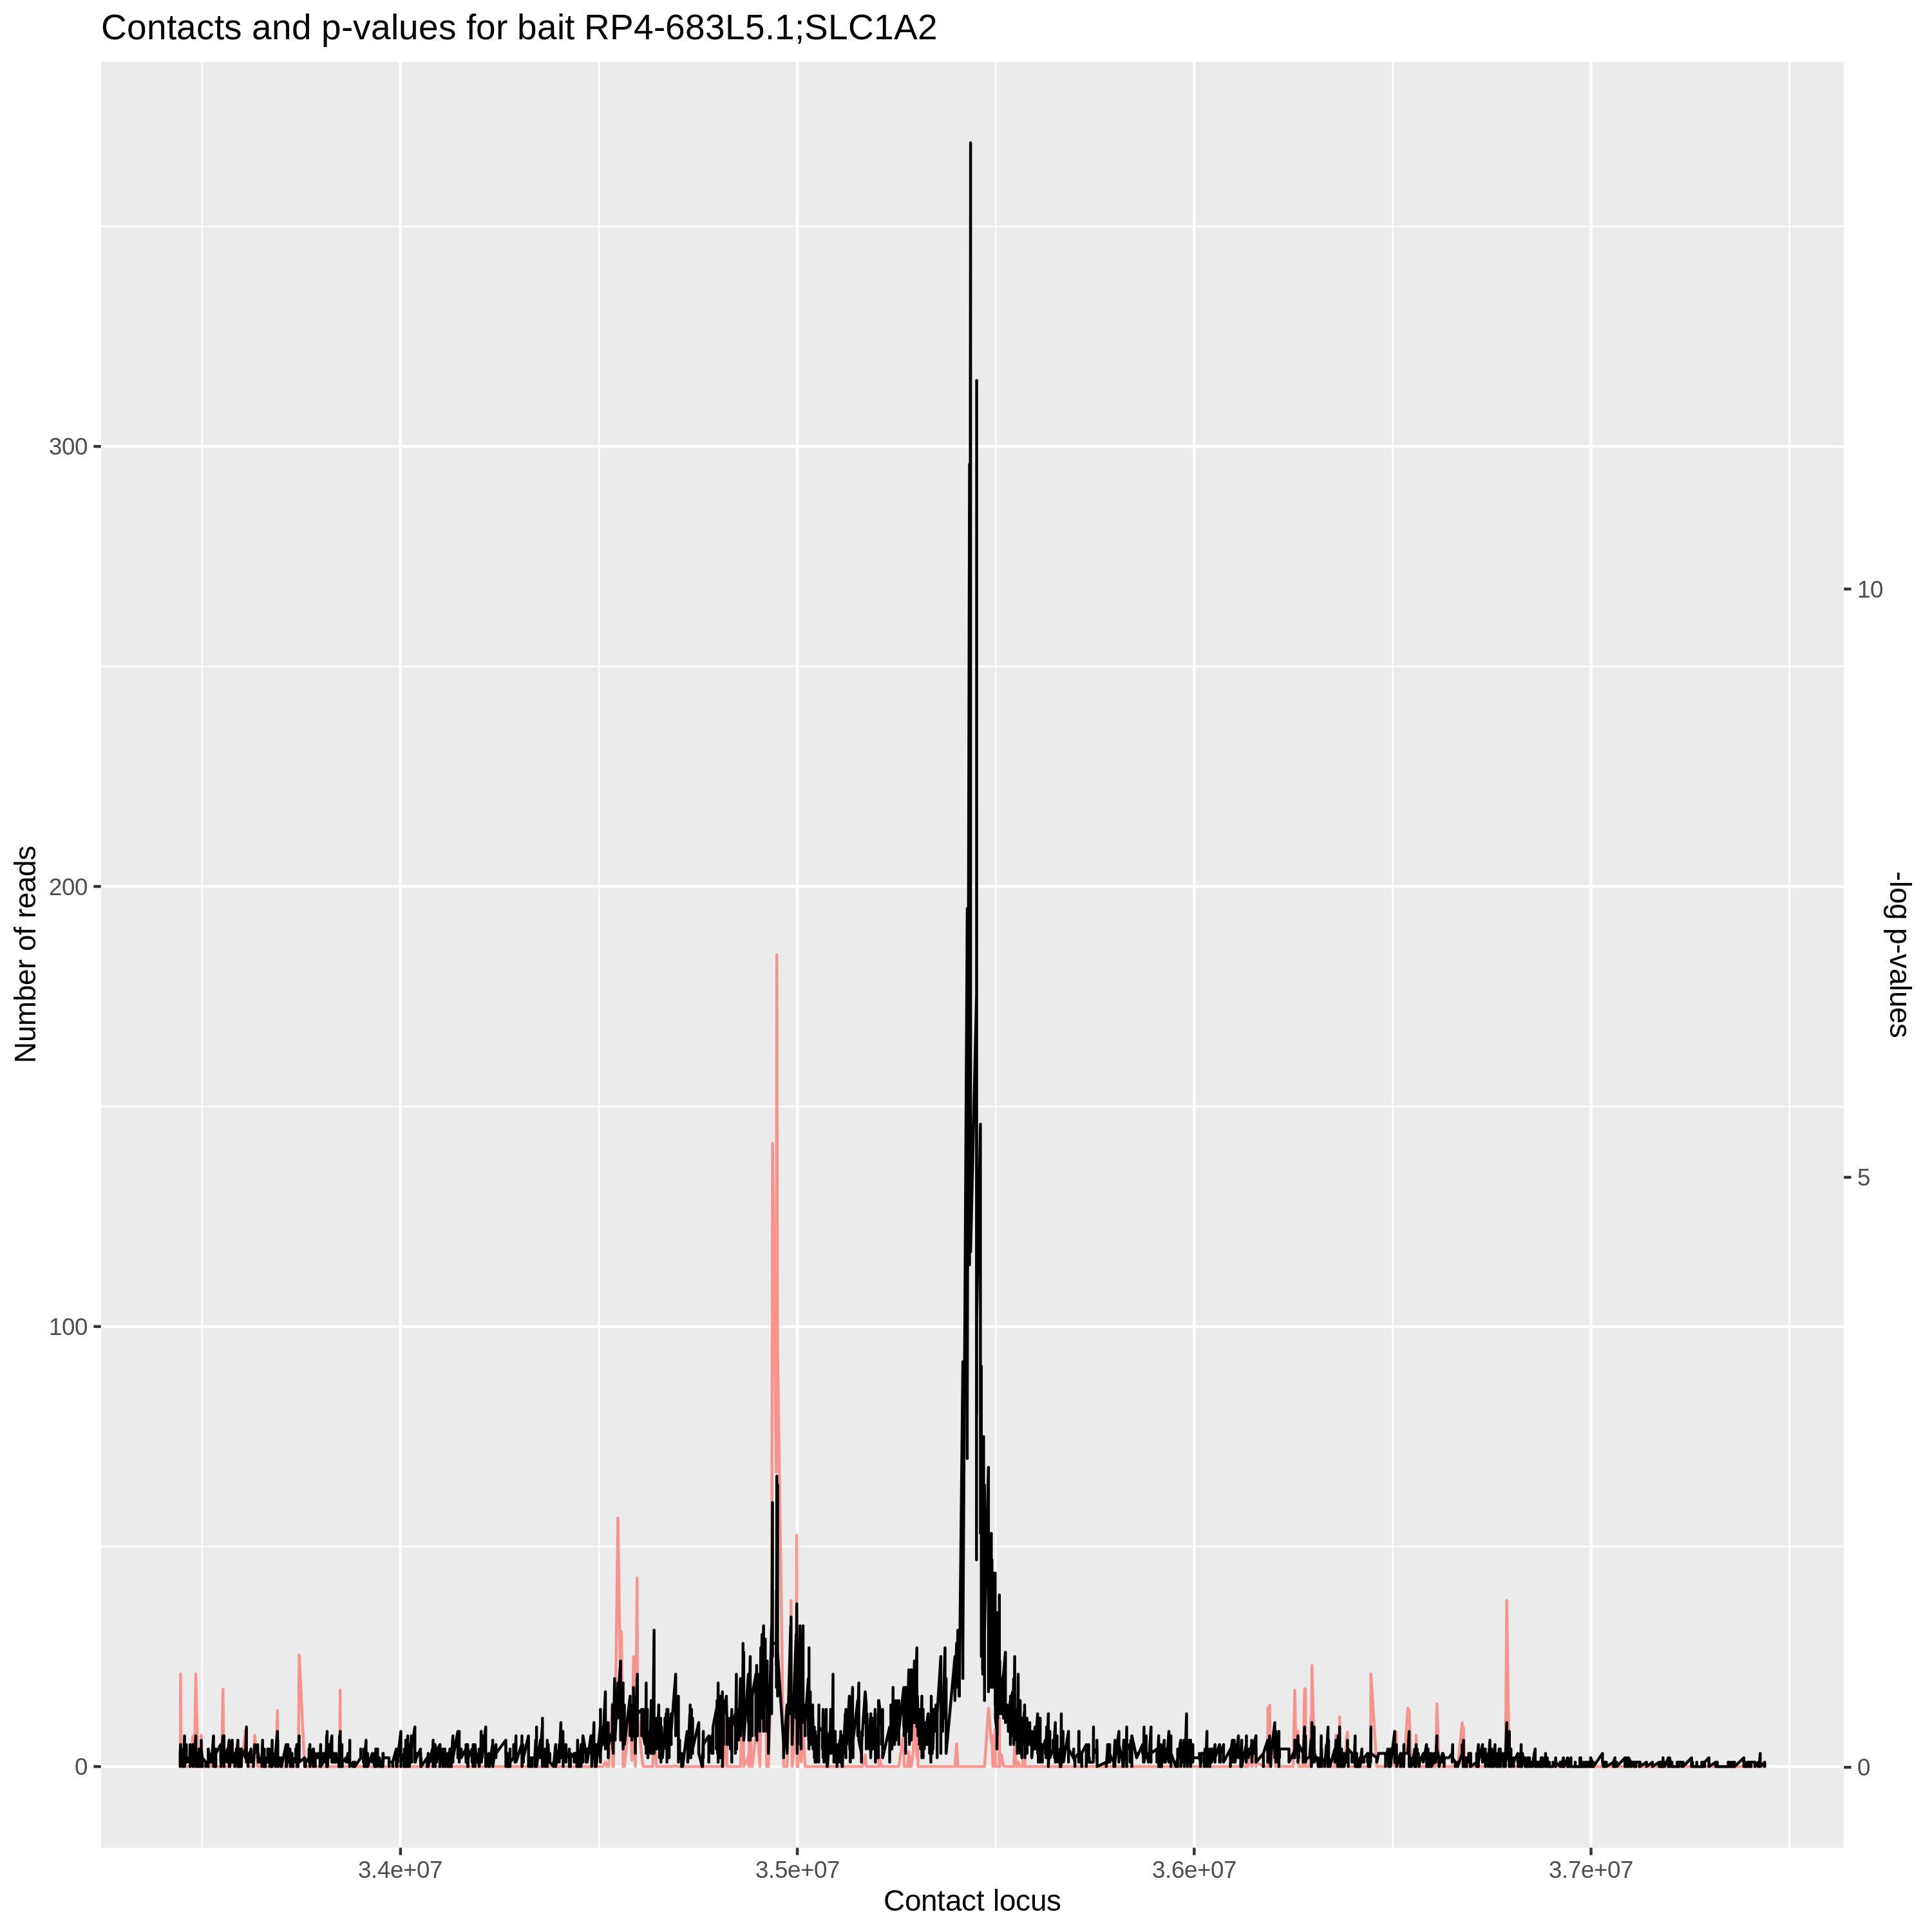 Contacts and p-values for bait RP4-683L5.1;SLC1A2
Number of reads
300
200
100
0
10
5
0
-log p-values
3.4e+07
3.5e+07
3.6e+07
3.7e+07
Contact locus